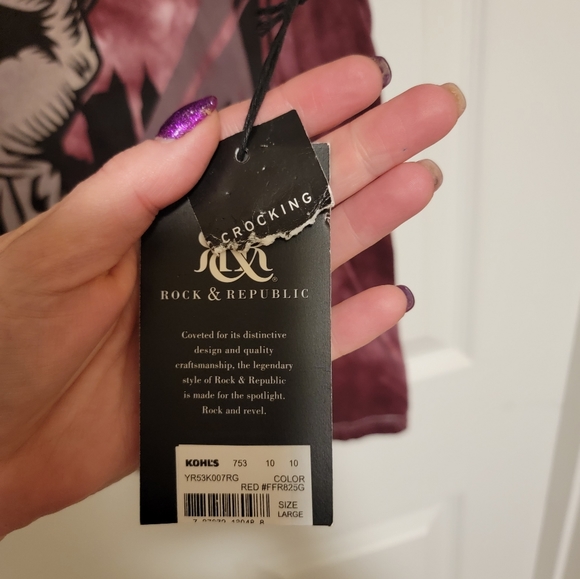 CROCKING
R&R
ROCK & REPUBLIC
Coveted for its distinctive
design and quality
craftsmanship, the legendary
style of Rock & Republic
is made for the spotlight.
Rock and revel.
KOHL'S 753 10 10
YR53K007RG COLOR
RED #FFR825G
SIZE
LARGE